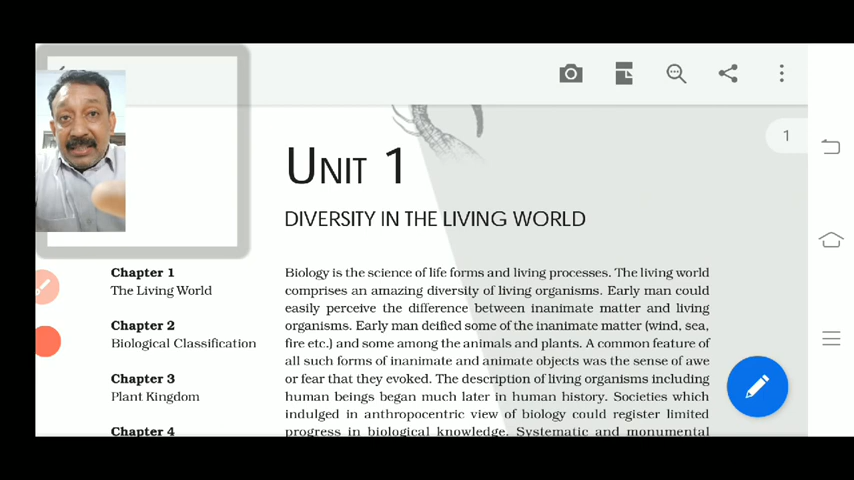 1
UNIT 1
DIVERSITY IN THE LIVING WORLD
Chapter 1
The Living World
Chapter 2
Biological Classification
Chapter 3
Plant Kingdom
Chapter 4
Biology is the science of life forms and living processes. The living world
comprises an amazing diversity of living organisms. Early man could
easily perceive the difference between inanimate matter and living
organisms. Early man deified some of the inanimate matter (wind, sea,
fire etc.) and some among the animals and plants. A common feature of
all such forms of inanimate and animate objects was the sense of awe
or fear that they evoked. The description of living organisms including
human beings began much later in human history. Societies which
indulged in anthropocentric view of biology could register limited
progress in biological knowledge. Systematic and monumental